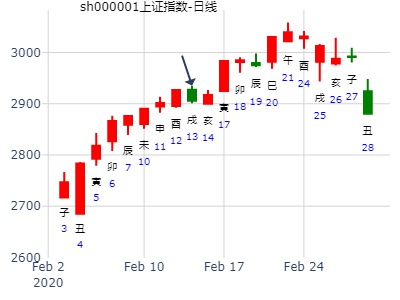 sh000001上证指数-日线
3000
2900
2800
2700
2600
子
3
丑
4
寅
5
卯
6
辰
7
未
10
申
11
酉
12
戌
13
亥
14
寅
17
卯
18
辰
19
巳
20
午
21
酉
24
戌
25
亥
26
子
27
丑
28
Feb 2
2020
Feb 10
Feb 17
Feb 24